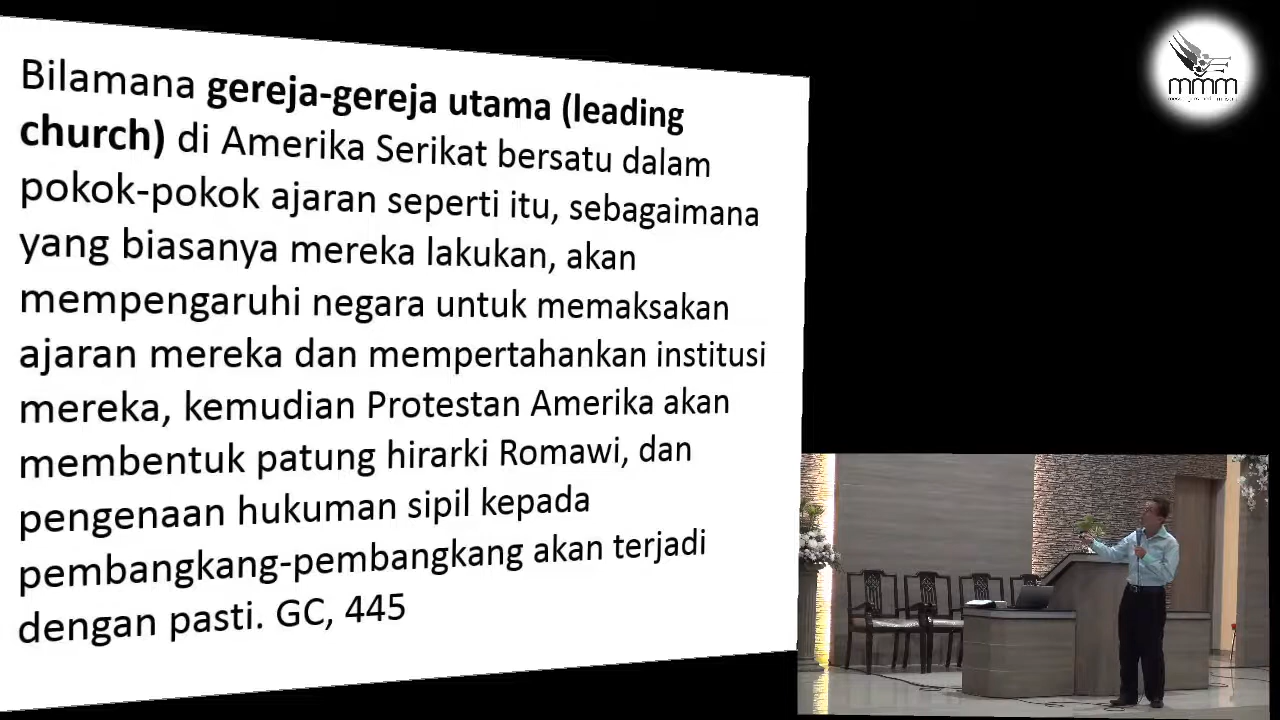 Bilamana gereja-gereja utama (leading
church) di Amerika Serikat bersatu dalam
pokok-pokok ajaran seperti itu, sebagaimana
yang biasanya mereka lakukan, akan
mempengaruhi negara untuk memaksakan
ajaran mereka dan mempertahankan institusi
mereka, kemudian Protestan Amerika akan
membentuk patung hirarki Romawi, dan
pengenaan hukuman sipil kepada
pembangkang-pembangkang akan terjadi
dengan pasti. GC, 445
mmm